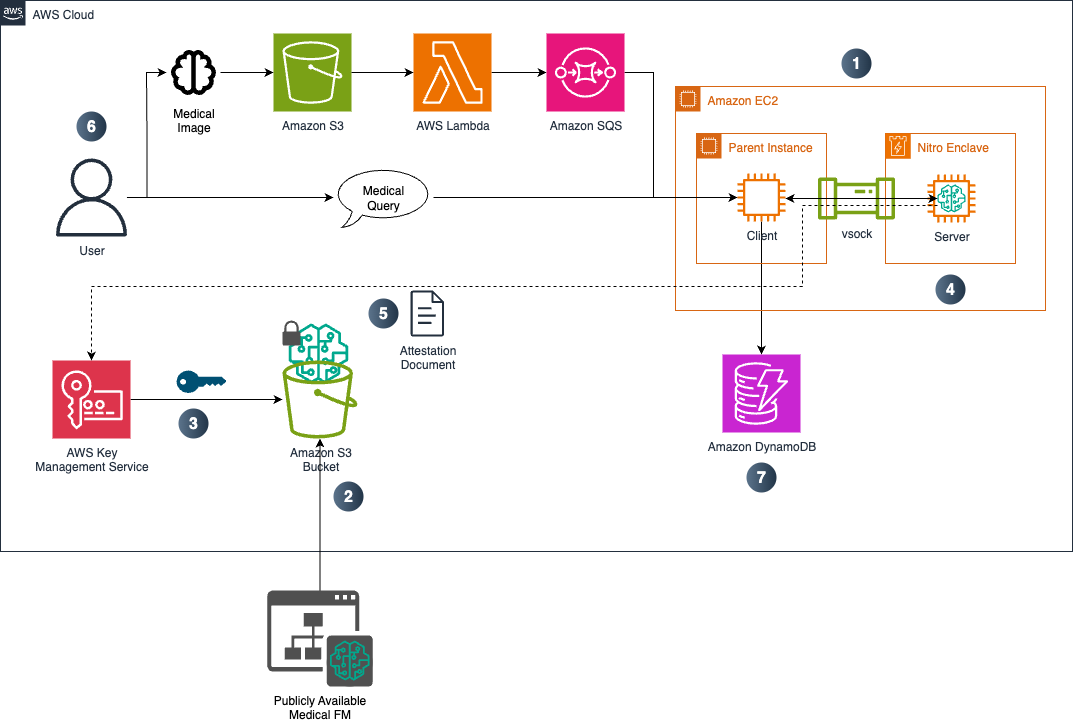 aws
AWS Cloud
1
Amazon EC2
Medical
Image
Amazon S3
AWS Lambda
Amazon SQS
6
Parent Instance
Nitro Enclave
Medical
Query
User
Client
vsock
Server
4
5
Attestation
Document
3
AWS Key
Management Service
Amazon S3
Bucket
Amazon DynamoDB
7
2
Publicly Available
Medical FM